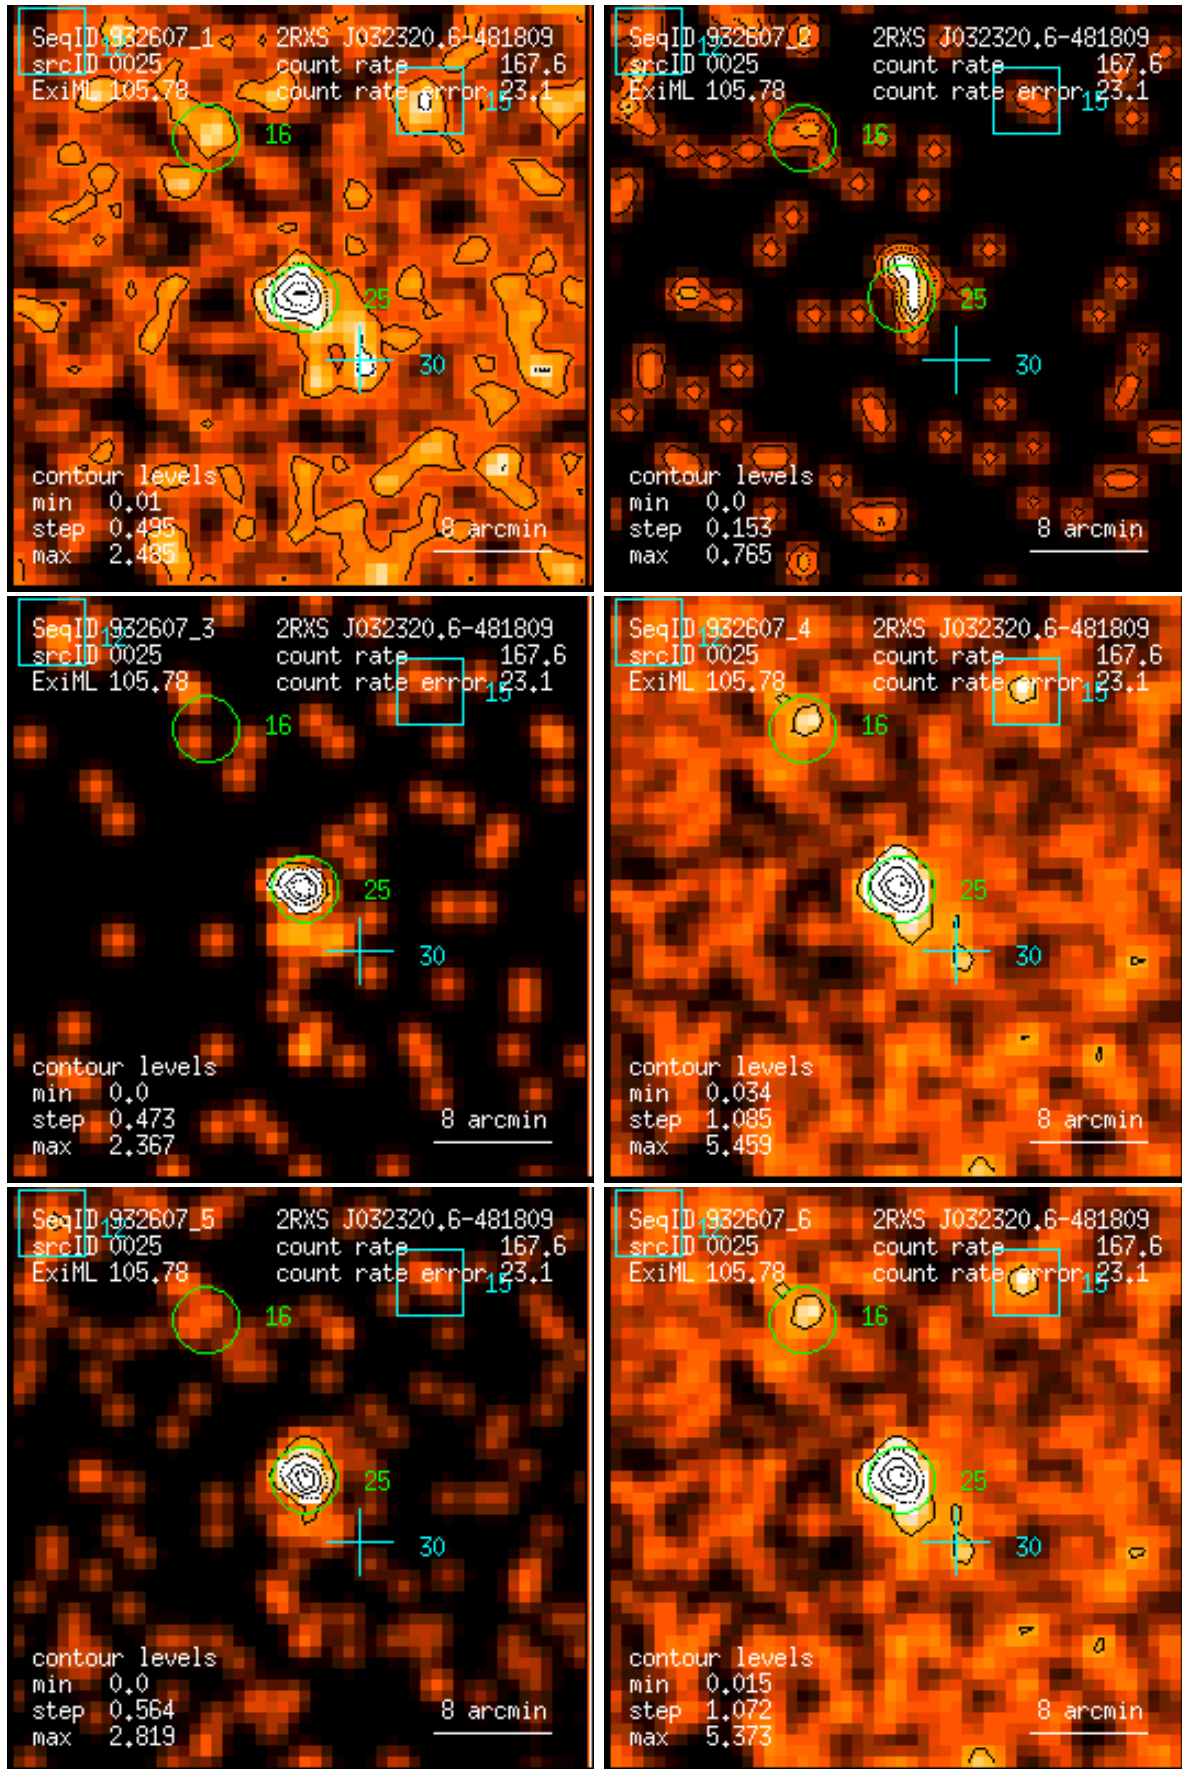 SeqID 932607_1 2RXS J032320.6-481809
12
srcID 0025 count rate 167.6
ExiML 105.78 count rate error 23.1
15
16
25
30
contour levels
min 0.01
step 0.495 8 arcmin
max 2.485
SeqID 932607_2 2RXS J032320.6-481809
12
srcID 0025 count rate 167.6
ExiML 105.78 count rate error 23.1
15
16
25
30
contour levels
min 0.0
step 0.153 8 arcmin
max 0.765
SeqID 932607_3 2RXS J032320.6-481809
12
srcID 0025 count rate 167.6
ExiML 105.78 count rate error 23.1
15
16
25
30
contour levels
min 0.0
step 0.473 8 arcmin
max 2.367
SeqID 932607_4 2RXS J032320.6-481809
12
srcID 0025 count rate 167.6
ExiML 105.78 count rate error 23.1
15
16
25
30
contour levels
min 0.034
step 1.085 8 arcmin
max 5.459
SeqID 932607_5 2RXS J032320.6-481809
12
srcID 0025 count rate 167.6
ExiML 105.78 count rate error 23.1
15
16
25
30
contour levels
min 0.0
step 0.564 8 arcmin
max 2.819
SeqID 932607_6 2RXS J032320.6-481809
12
srcID 0025 count rate 167.6
ExiML 105.78 count rate error 23.1
15
16
25
30
contour levels
min 0.015
step 1.072 8 arcmin
max 5.373